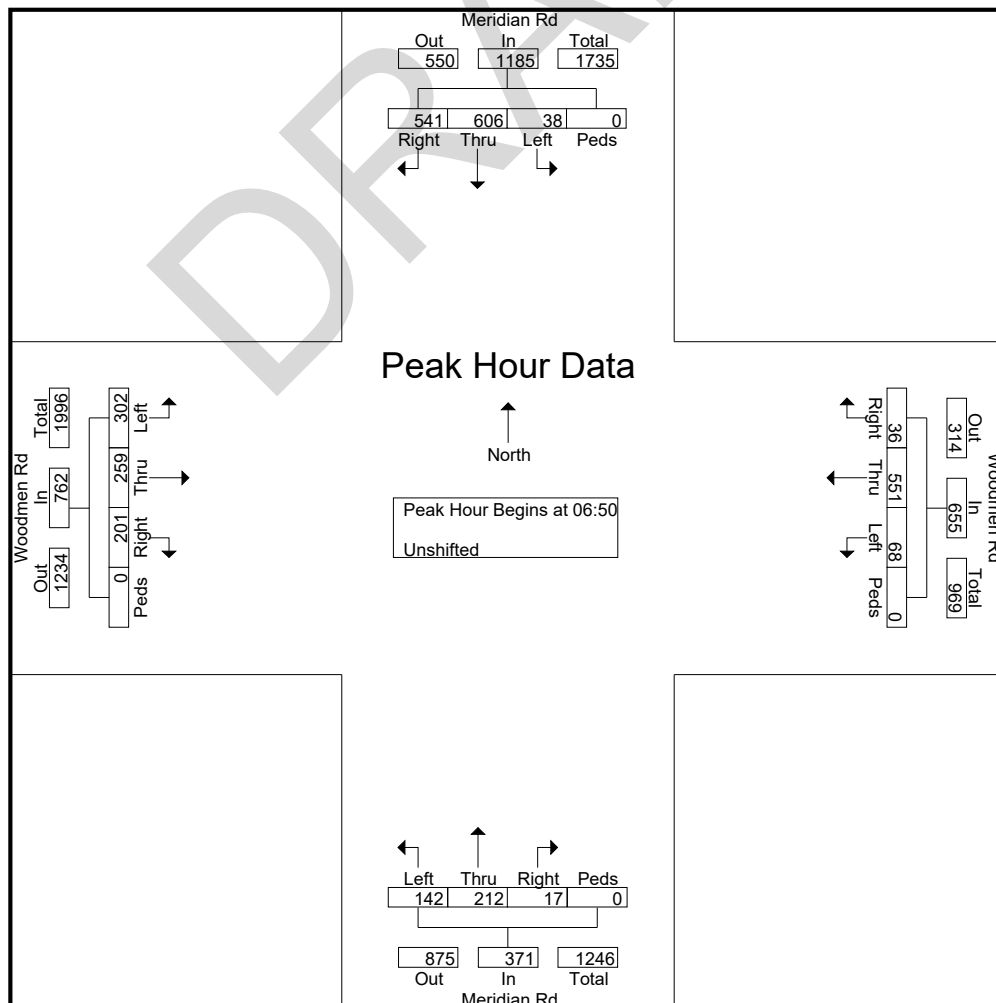 DRA
Meridian Rd
Out In Total
550 1185 1735
541 606 38 0
Right Thru Left Peds
Peak Hour Data
North
Peak Hour Begins at 06:50
Unshifted
Woodmen Rd
Total In Out
1996 762 1234
302 259 201 0
Left Thru Right Peds
Right Thru Left Peds
36 551 68 0
Out In Total
314 655 969
Woodmen Rd
Left Thru Right Peds
142 212 17 0
875 371 1246
Out In Total
Meridian Rd